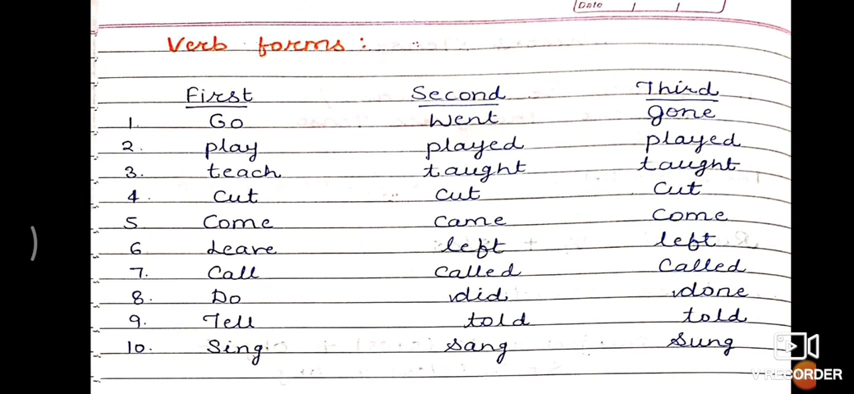 Date
Verb forms :
First Second Third
1. Go went gone
2. play played played
3. teach taught taught
4. cut cut cut
5. Come came come
6. Leave left left
7. Call called called
8. Do did done
9. Tell told told
10. Sing sang sung
V RECORDER